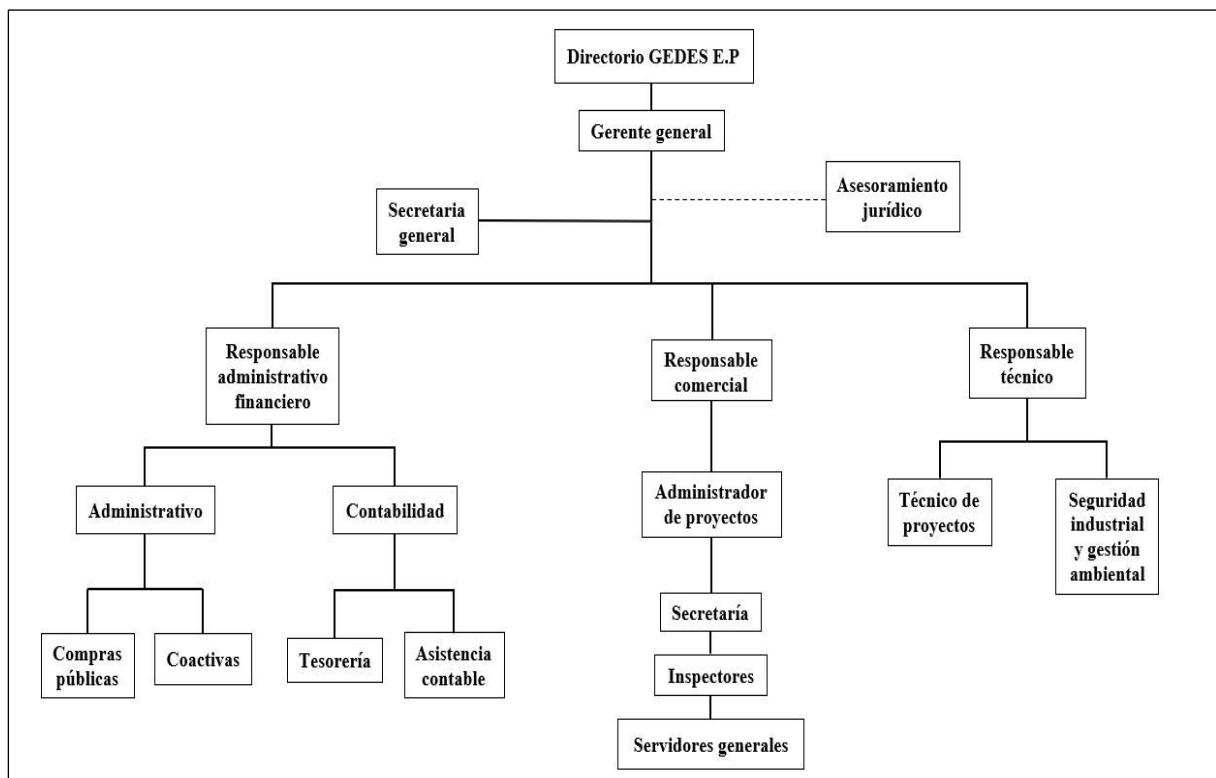 Directorio GEDES E.P
Gerente general
Asesoramiento
jurídico
Secretaria
general
Responsable
administrativo
financiero
Responsable
comercial
Responsable
técnico
Administrativo
Contabilidad
Administrador
de proyectos
Técnico de
proyectos
Seguridad
industrial
y gestión
ambiental
Compras
públicas
Coactivas
Tesorería
Asistencia
contable
Secretaría
Inspectores
Servidores generales